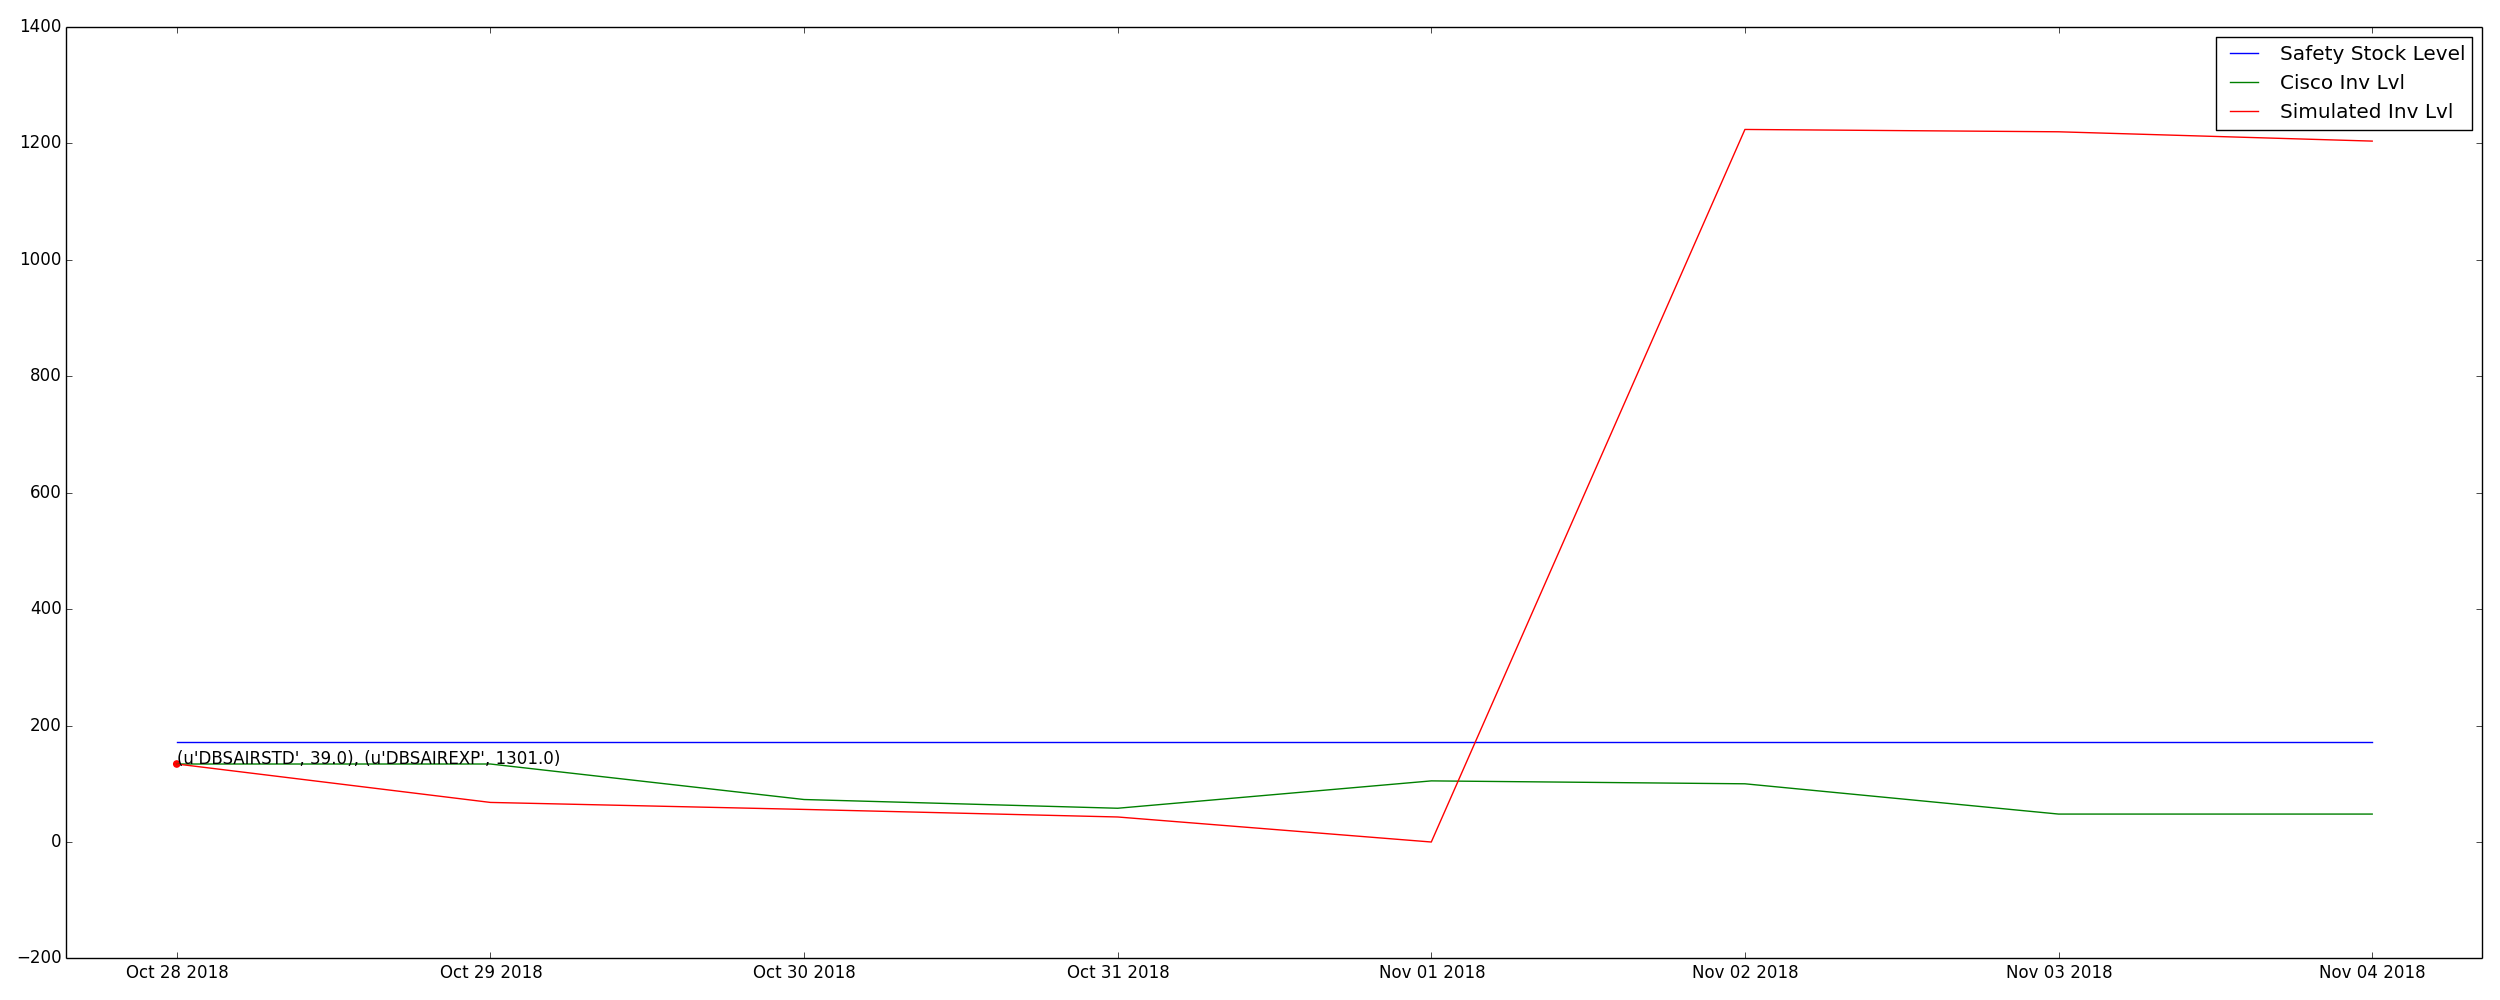 1400
1200
1000
800
600
400
200
0
−200
Safety Stock Level
Cisco Inv Lvl
Simulated Inv Lvl
(u'DBSAIRSTD', 39.0), (u'DBSAIREXP', 1301.0)
Oct 28 2018 Oct 29 2018 Oct 30 2018 Oct 31 2018 Nov 01 2018 Nov 02 2018 Nov 03 2018 Nov 04 2018